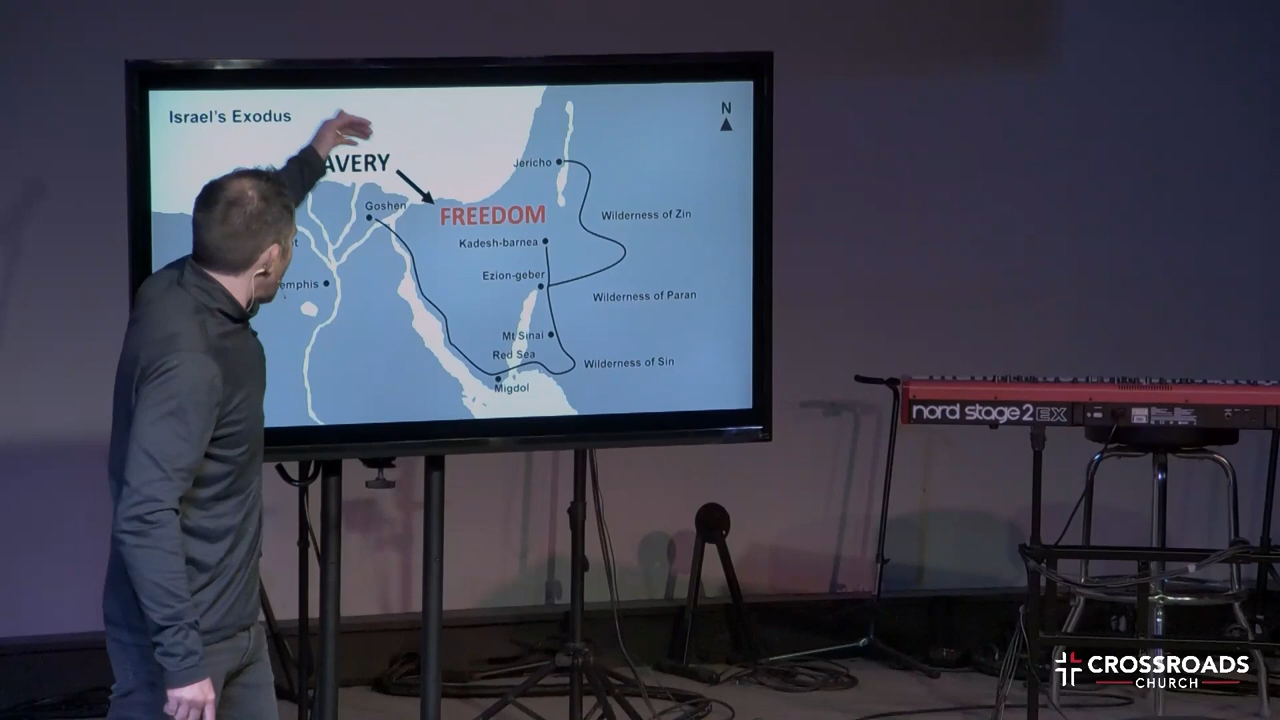 Israel's Exodus
N
AVERY
Jericho
Goshen
FREEDOM
Wilderness of Zin
Kadesh-barnea
Ezion-geber
emphis
Wilderness of Paran
Mt Sinai
Red Sea
Wilderness of Sin
Migdol
nord stage 2 EX
CROSSROADS
CHURCH